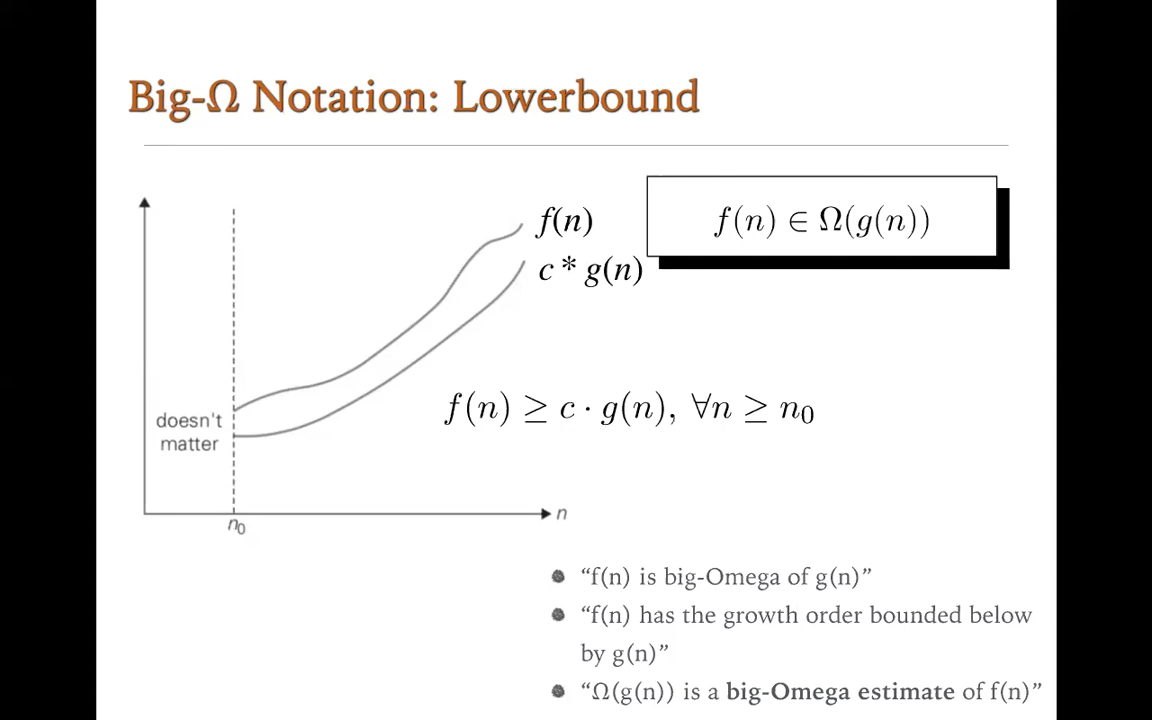 Big-Ω Notation: Lowerbound
f(n)
c * g(n)
f(n) ∈ Ω(g(n))
doesn't
matter
f(n) ≥ c · g(n), ∀n ≥ n₀
n
n₀
“f(n) is big-Omega of g(n)”
“f(n) has the growth order bounded below
by g(n)”
“Ω(g(n)) is a big-Omega estimate of f(n)”